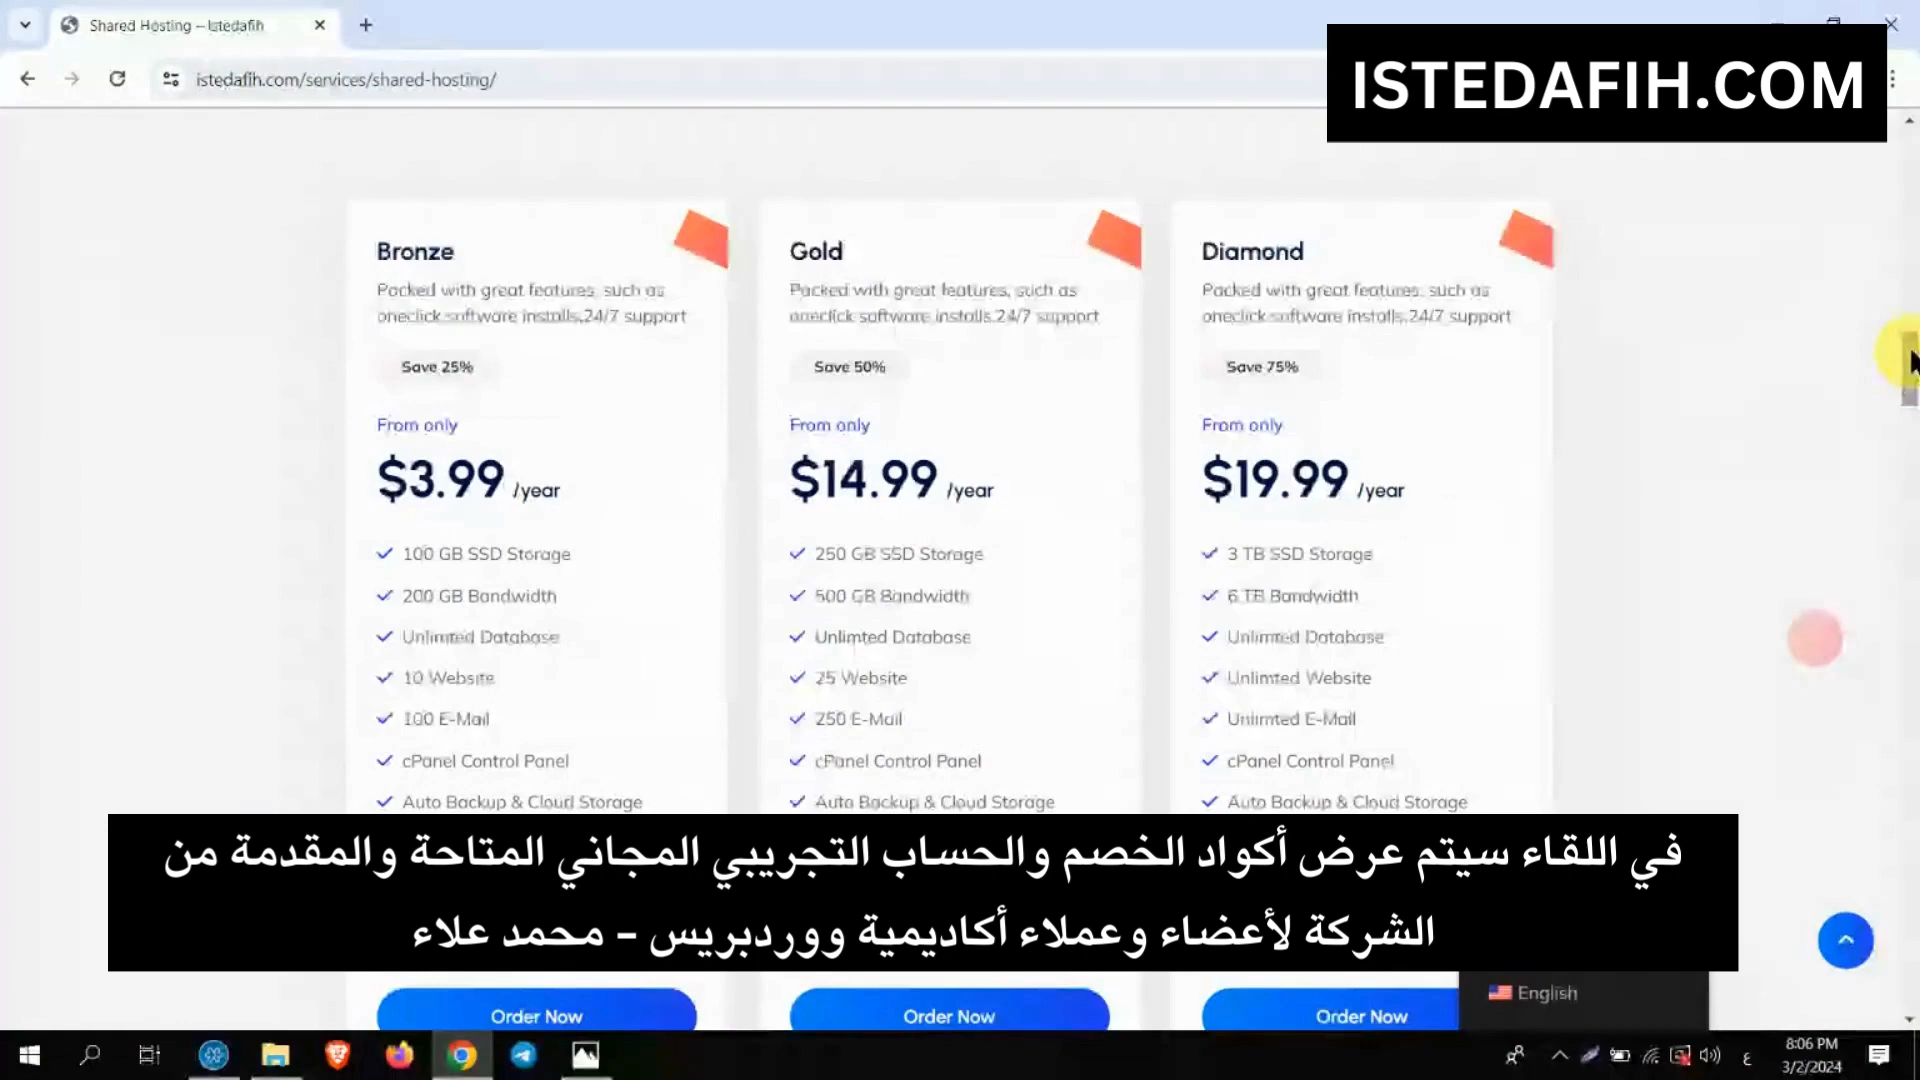 Shared Hosting – Istedafih
istedafih.com/services/shared-hosting/
ISTEDAFIH.COM
Bronze
Packed with great features, such as
oneclick software installs,24/7 support
Save 25%
From only
$3.99 /year
100 GB SSD Storage
200 GB Bandwidth
Unlimted Database
10 Website
100 E-Mail
cPanel Control Panel
Auto Backup & Cloud Storage
Order Now
Gold
Packed with great features, such as
oneclick software installs,24/7 support
Save 50%
From only
$14.99 /year
250 GB SSD Storage
500 GB Bandwidth
Unlimted Database
25 Website
250 E-Mail
cPanel Control Panel
Auto Backup & Cloud Storage
Order Now
Diamond
Packed with great features, such as
oneclick software installs,24/7 support
Save 75%
From only
$19.99 /year
3 TB SSD Storage
6 TB Bandwidth
Unlimted Database
Unlimted Website
Unlimted E-Mail
cPanel Control Panel
Auto Backup & Cloud Storage
Order Now
في اللقاء سيتم عرض أكواد الخصم والحساب التجريبي المجاني المتاحة والمقدمة من
الشركة لأعضاء وعملاء أكاديمية ووردبريس – محمد علاء
English
ع
8:06 PM
3/2/2024